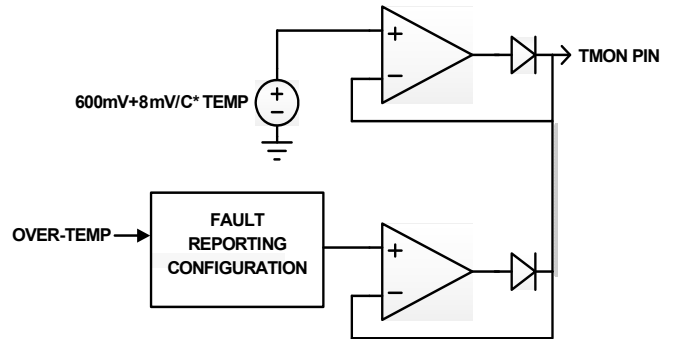 +
−
TMON PIN
600mV+8mV/C* TEMP
+
−
OVER-TEMP
FAULT
REPORTING
CONFIGURATION
+
−